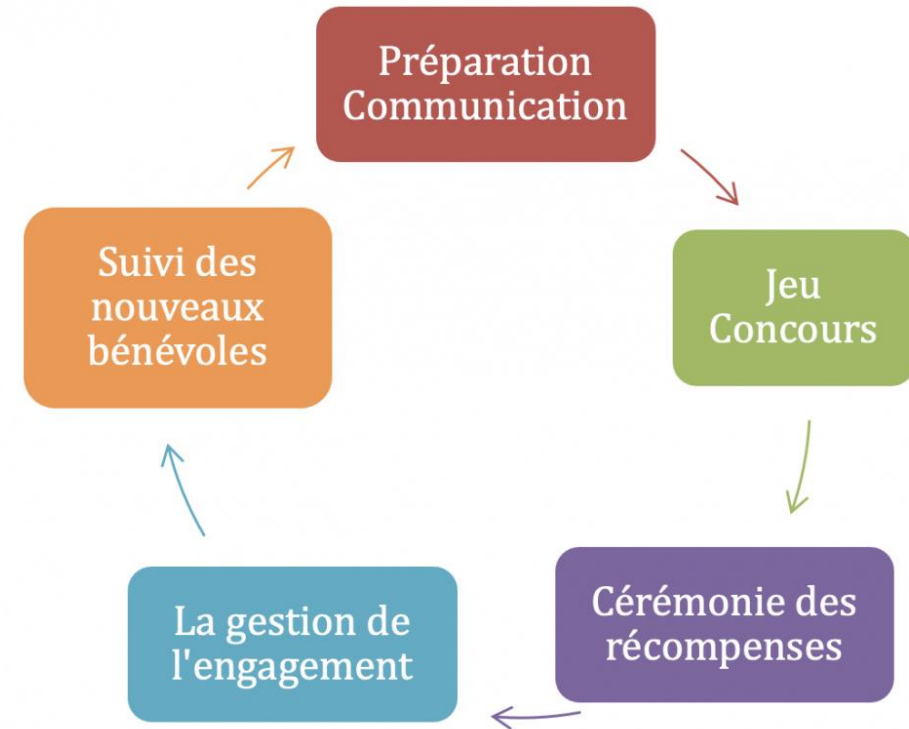 Préparation
Communication
Jeu
Concours
Cérémonie des
récompenses
La gestion de
l'engagement
Suivi des
nouveaux
bénévoles